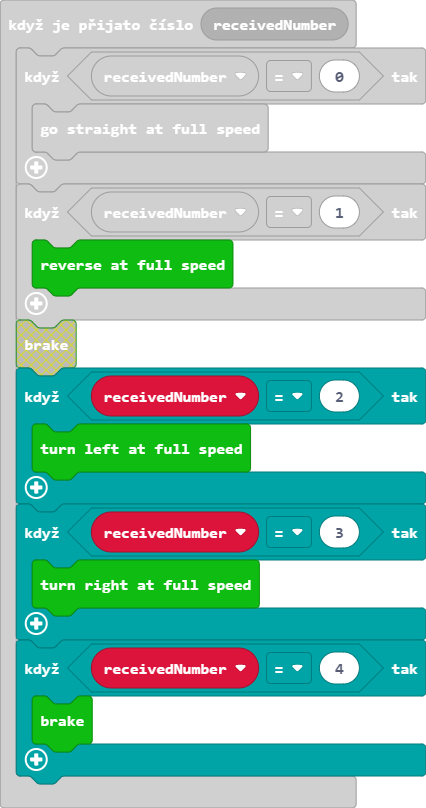 když je přijato číslo receivedNumber
když receivedNumber = 0 tak
go straight at full speed
když receivedNumber = 1 tak
reverse at full speed
brake
když receivedNumber = 2 tak
turn left at full speed
když receivedNumber = 3 tak
turn right at full speed
když receivedNumber = 4 tak
brake